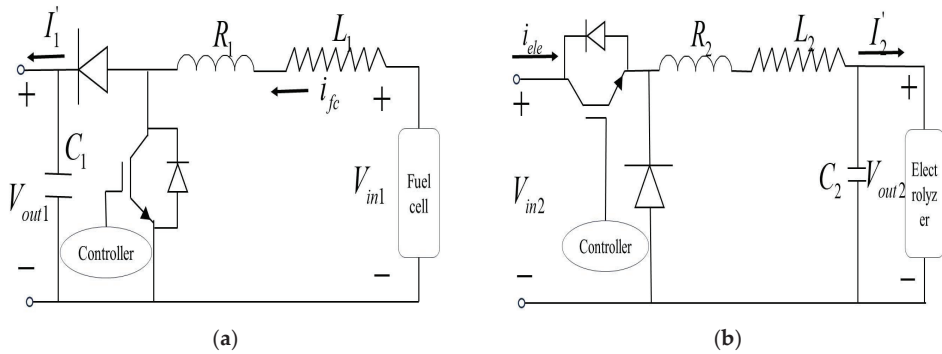 I'1
R1
L1
ifc
+
+
C1
Vout1
Vin1
Fuel
cell
Controller
−
−
(a)
iele
R2
L2
I'2
+
+
Vin2
C2
Vout2
Elect
rolyz
er
Controller
−
−
(b)